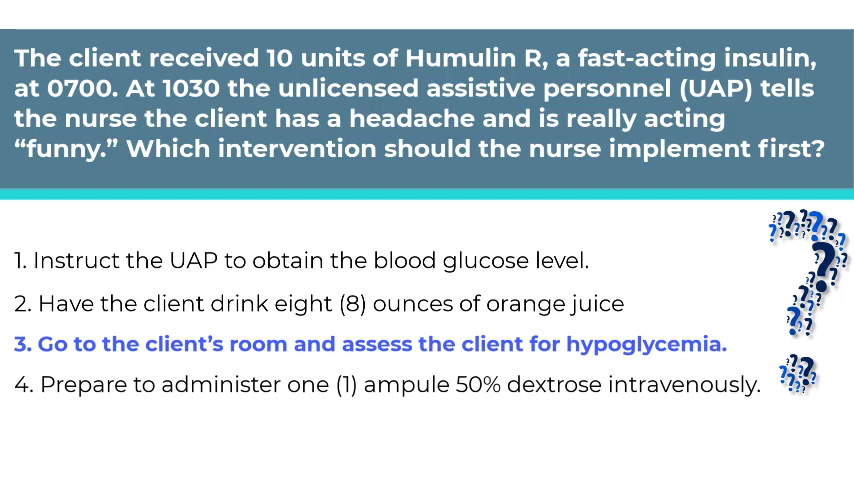 The client received 10 units of Humulin R, a fast-acting insulin,
at 0700. At 1030 the unlicensed assistive personnel (UAP) tells
the nurse the client has a headache and is really acting
“funny.” Which intervention should the nurse implement first?
1. Instruct the UAP to obtain the blood glucose level.
2. Have the client drink eight (8) ounces of orange juice
3. Go to the client’s room and assess the client for hypoglycemia.
4. Prepare to administer one (1) ampule 50% dextrose intravenously.